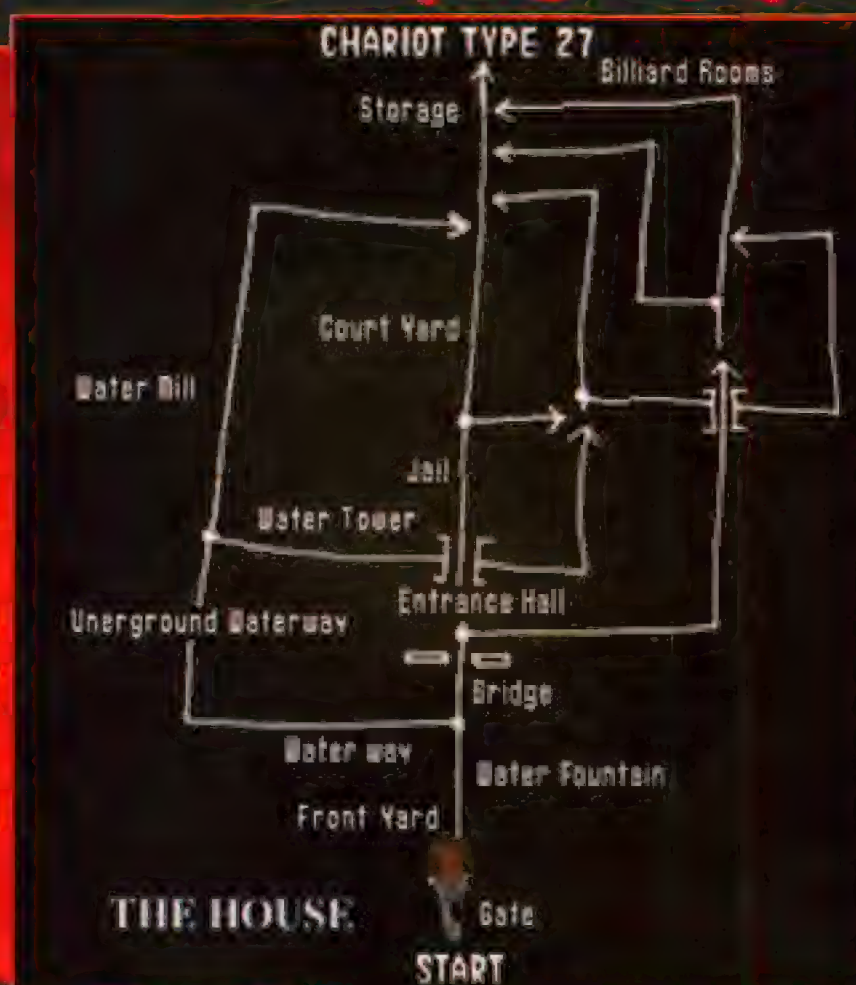 CHARIOT TYPE 27
Billiard Rooms
Storage
Court Yard
Water Mill
Jail
Water Tower
Entrance Hall
Unerground Waterway
Bridge
Water way
Water Fountain
Front Yard
THE HOUSE
Gate
START